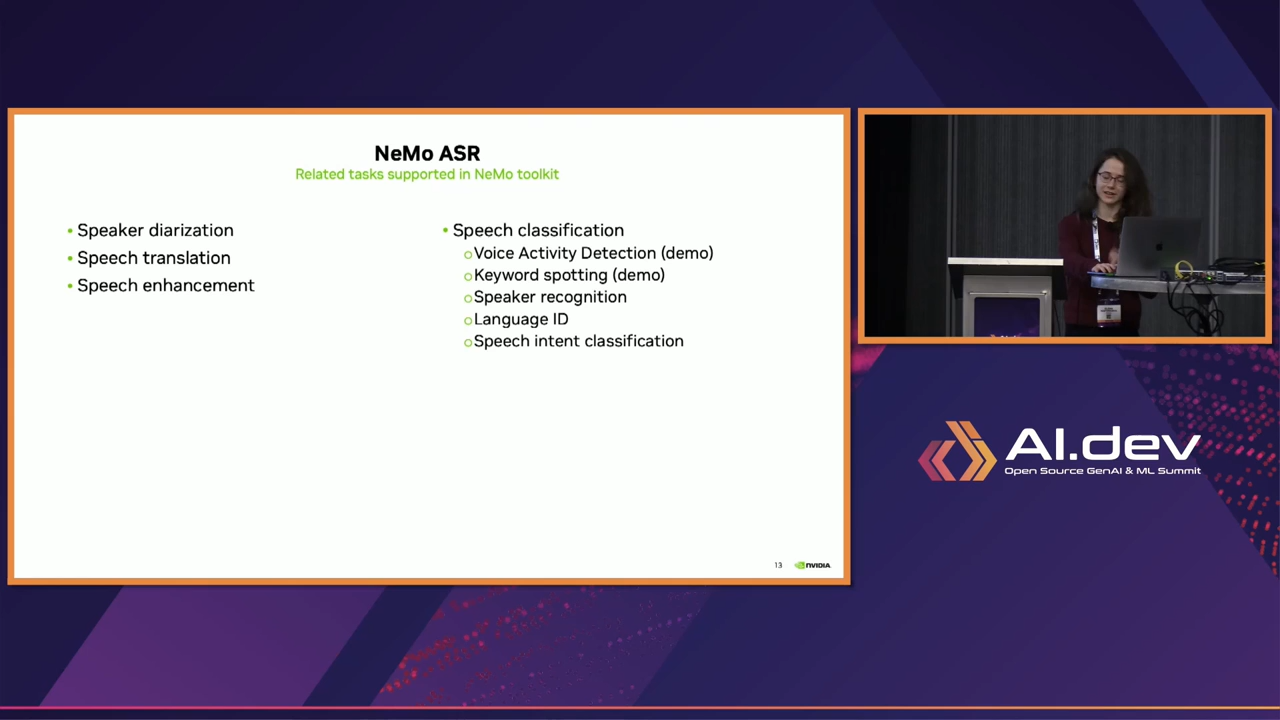 NeMo ASR
Related tasks supported in NeMo toolkit
• Speaker diarization
• Speech translation
• Speech enhancement
• Speech classification
o Voice Activity Detection (demo)
o Keyword spotting (demo)
o Speaker recognition
o Language ID
o Speech intent classification
13
NVIDIA
AI.dev
Open Source GenAI & ML Summit